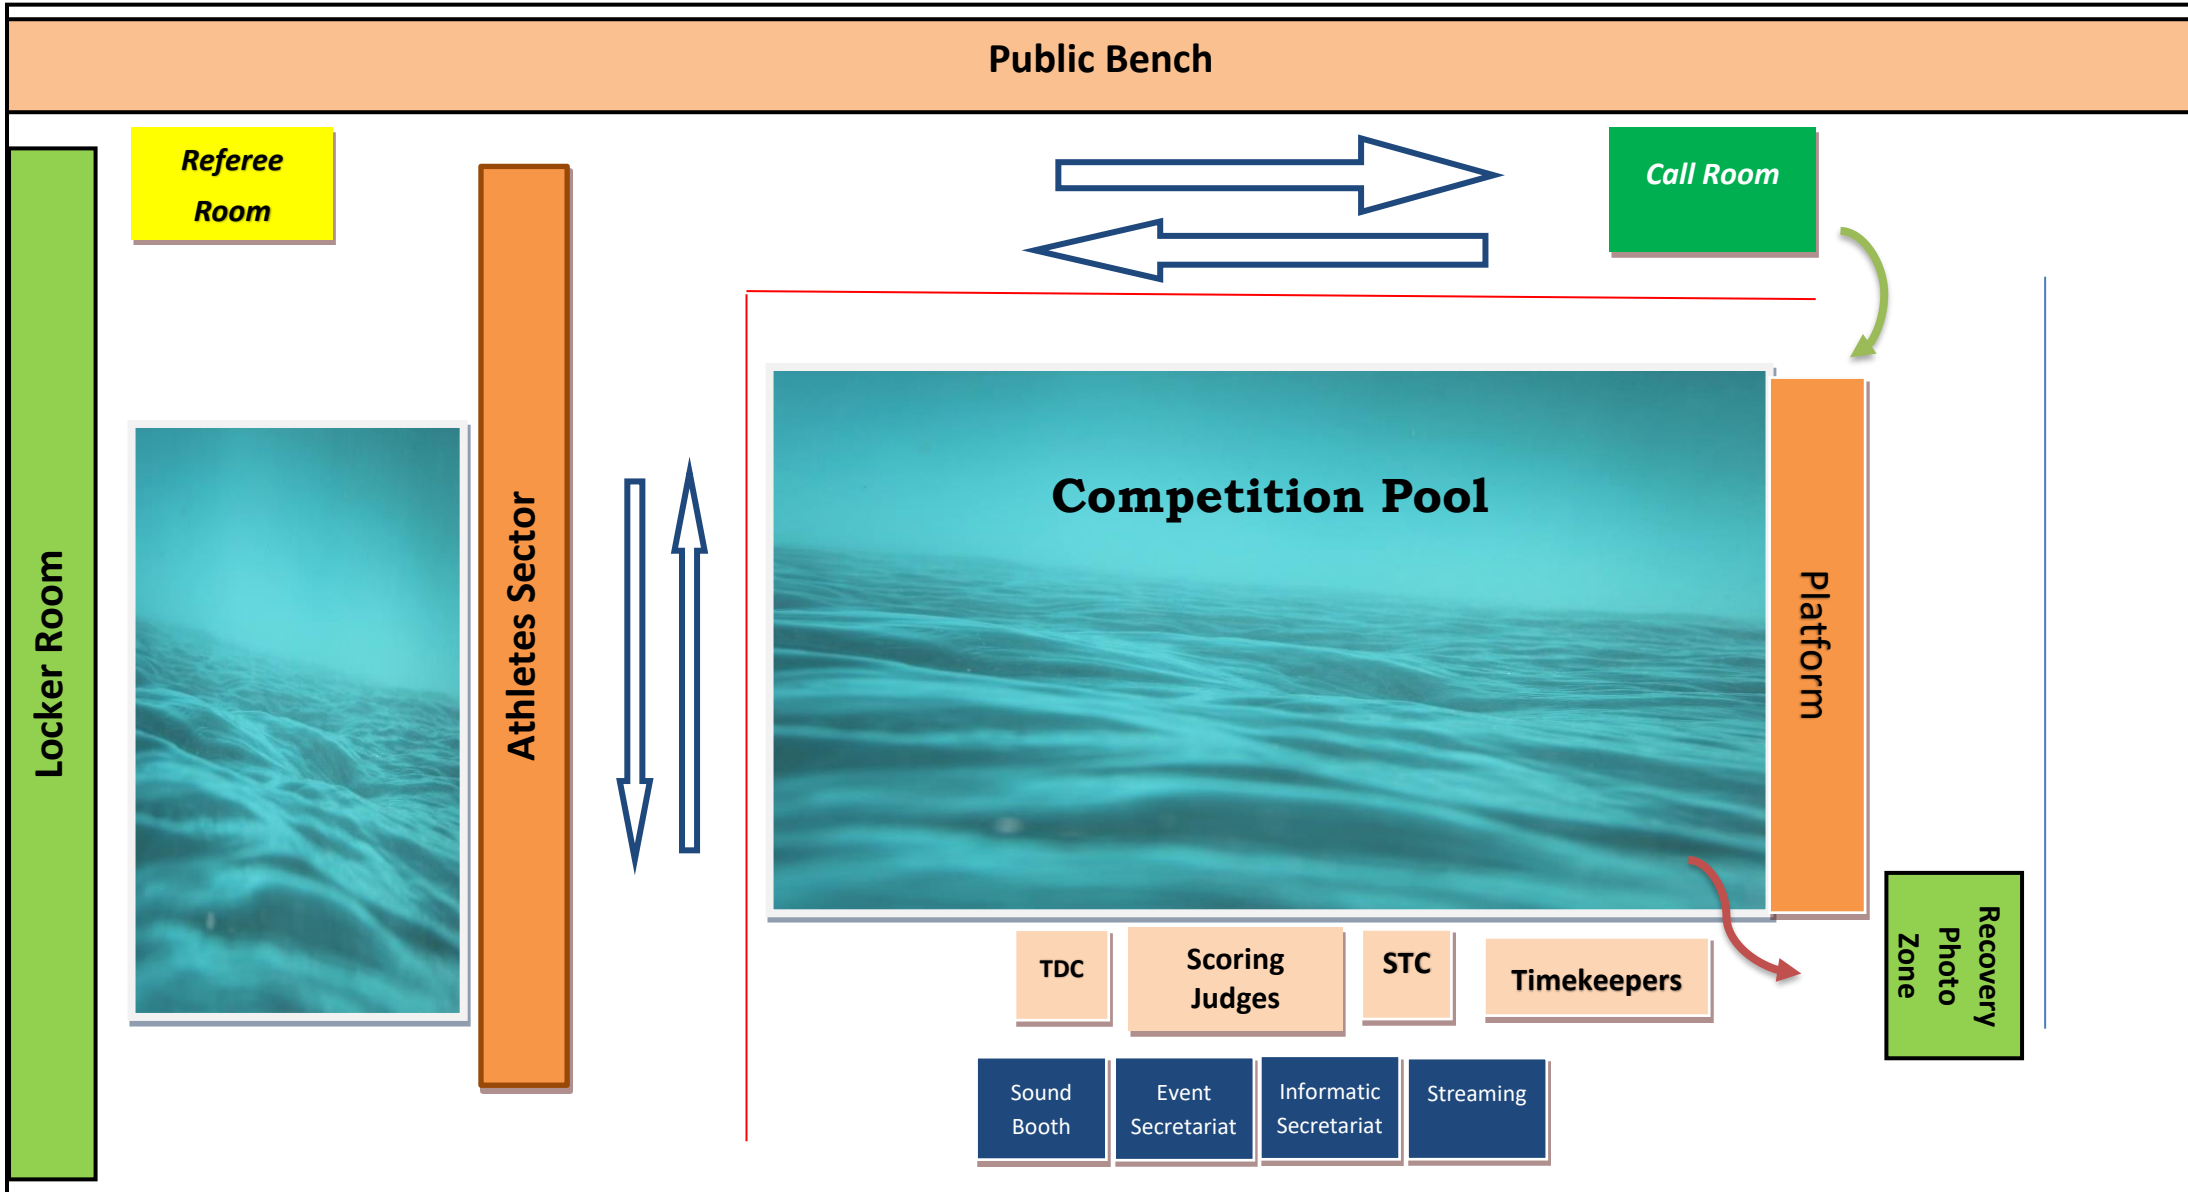 Public Bench
Referee
Room
Call Room
Locker Room
Athletes Sector
Competition Pool
Platform
Recovery
Photo
Zone
TDC
Scoring
Judges
STC
Timekeepers
Sound
Booth
Event
Secretariat
Informatic
Secretariat
Streaming